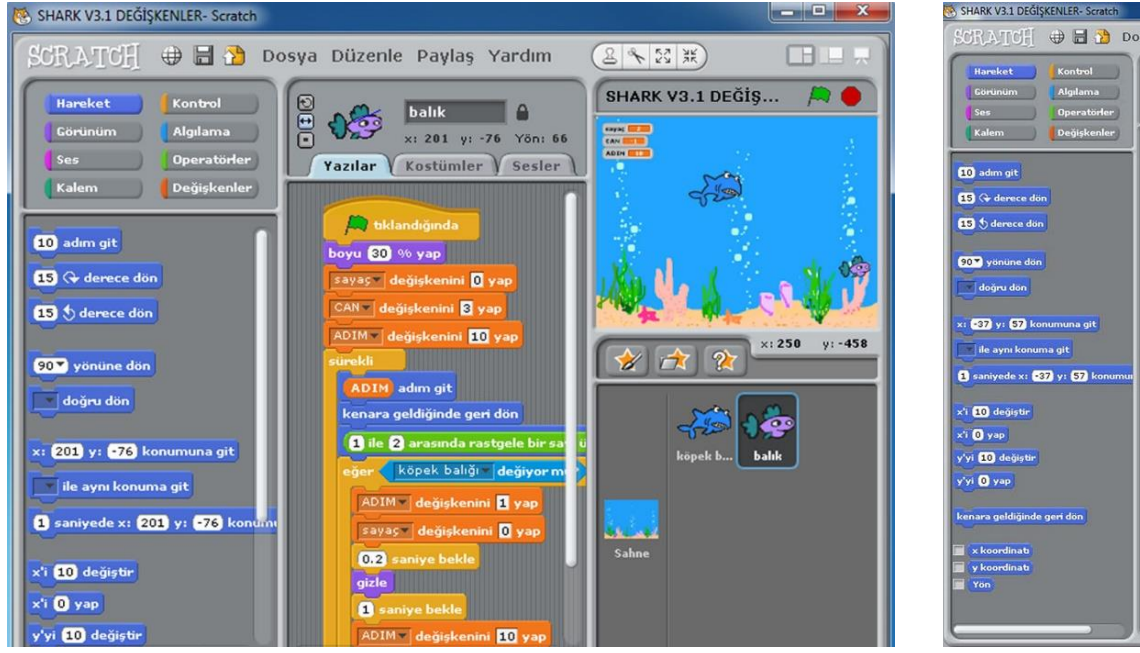 SHARK V3.1 DEĞİŞKENLER- Scratch
SCRATCH Dosya Düzenle Paylaş Yardım
Hareket Kontrol
Görünüm Algılama
Ses Operatörler
Kalem Değişkenler
10 adım git
15 derece dön
15 derece dön
90 yönüne dön
doğru dön
x: 201 y: -76 konumuna git
ile aynı konuma git
1 saniyede x: 201 y: -76 konumu
x'i 10 değiştir
x'i 0 yap
y'yi 10 değiştir
balık
x: 201 y: -76 Yön: 66
Yazılar Kostümler Sesler
tıklandığında
boyu 30 % yap
sayaç değişkenini 0 yap
CAN değişkenini 3 yap
ADIM değişkenini 10 yap
sürekli
ADIM adım git
kenara geldiğinde geri dön
1 ile 2 arasında rastgele bir sayı ü
eğer köpek balığı değiyor mu?
ADIM değişkenini 1 yap
sayaç değişkenini 0 yap
0.2 saniye bekle
gizle
1 saniye bekle
ADIM değişkenini 10 yap
SHARK V3.1 DEĞİŞ...
sayaç 2
CAN 1
ADIM 10
x: 250 y: -458
köpek b... balık
Sahne
SHARK V3.1 DEĞİŞKENLER- Scratch
SCRATCH Do
Hareket Kontrol
Görünüm Algılama
Ses Operatörler
Kalem Değişkenler
10 adım git
15 derece dön
15 derece dön
90 yönüne dön
doğru dön
x: -37 y: 57 konumuna git
ile aynı konuma git
1 saniyede x: -37 y: 57 konumu
x'i 10 değiştir
x'i 0 yap
y'yi 10 değiştir
y'yi 0 yap
kenara geldiğinde geri dön
x koordinatı
y koordinatı
Yön